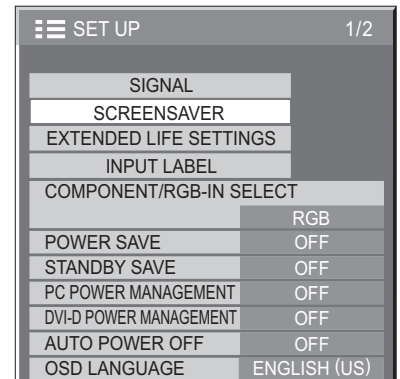 SET UP 1/2
SIGNAL
SCREENSAVER
EXTENDED LIFE SETTINGS
INPUT LABEL
COMPONENT/RGB-IN SELECT
RGB
POWER SAVE OFF
STANDBY SAVE OFF
PC POWER MANAGEMENT OFF
DVI-D POWER MANAGEMENT OFF
AUTO POWER OFF OFF
OSD LANGUAGE ENGLISH (US)